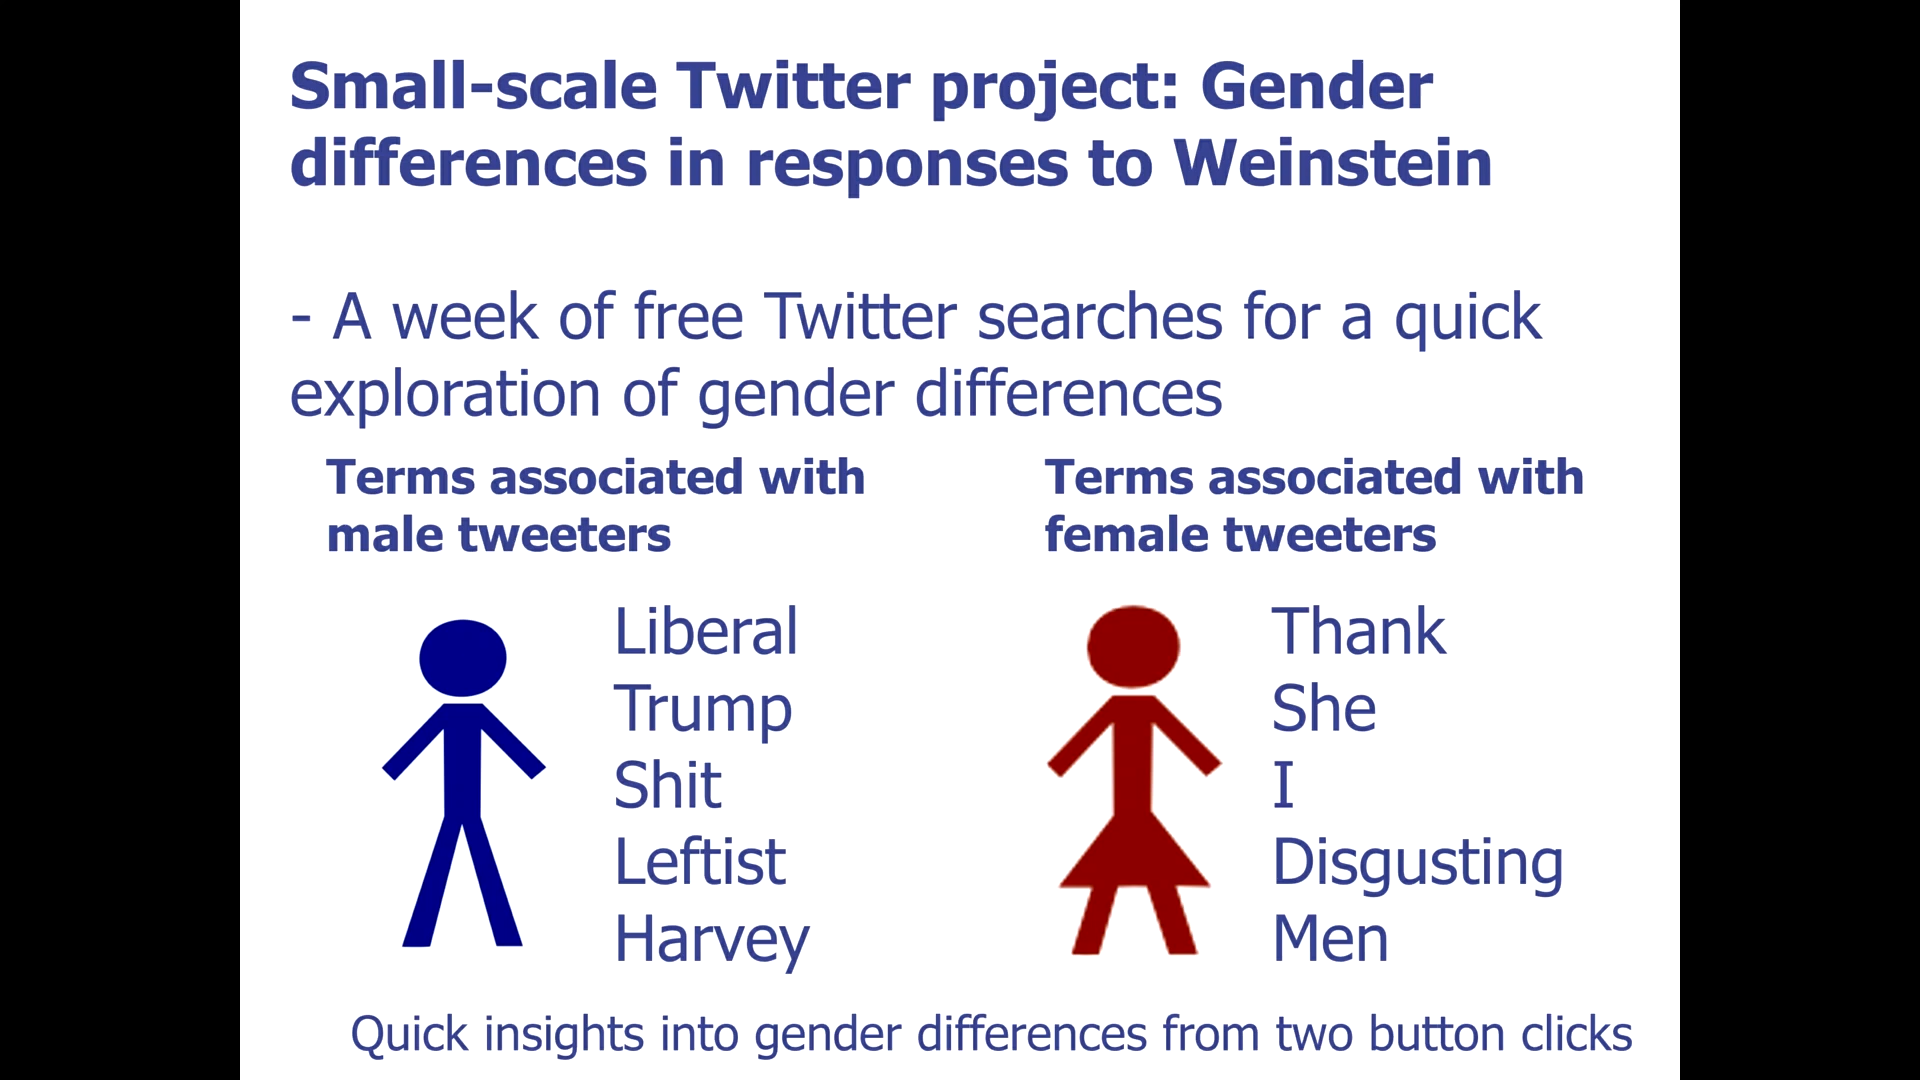 Small-scale Twitter project: Gender
differences in responses to Weinstein
- A week of free Twitter searches for a quick
exploration of gender differences
Terms associated with
male tweeters
Liberal
Trump
Shit
Leftist
Harvey
Terms associated with
female tweeters
Thank
She
I
Disgusting
Men
Quick insights into gender differences from two button clicks